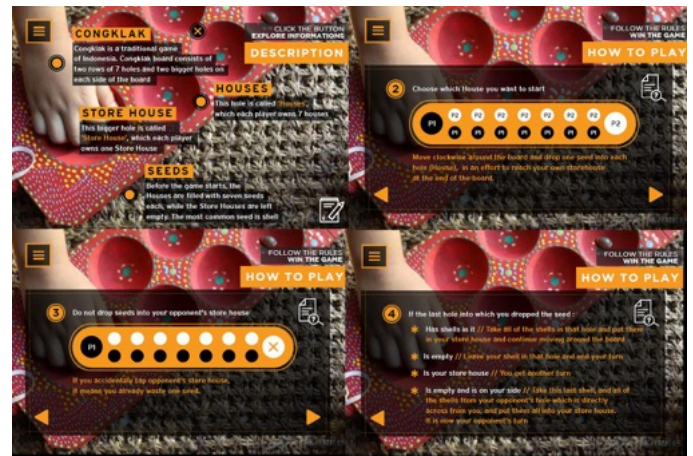 CONGKLAK
Congklak is a traditional game
of Indonesia. Congklak board consists of
two rows of 7 holes and two bigger holes on
each side of the board
CLICK THE BUTTON
EXPLORE INFORMATIONS
DESCRIPTION
HOUSES
This hole is called 'Houses',
which each player owns 7 houses
STORE HOUSE
This bigger hole is called
'Store House', which each player
owns one Store House
SEEDS
Before the game starts, the
Houses are filled with seven seeds
each, while the Store Houses are left
empty. The most common seed is shell
FOLLOW THE RULES
WIN THE GAME
HOW TO PLAY
2 Choose which House you want to start
P1 P2 P2 P2 P2 P2 P2 P2 P2
P1 P1 P1 P1 P1 P1 P1
Move clockwise around the board and drop one seed into each
hole (House), in an effort to reach your own storehouse
at the end of the board.
FOLLOW THE RULES
WIN THE GAME
HOW TO PLAY
3 Do not drop seeds into your opponent's store house
P1
If you accidentally tap opponent's store house,
it means you already waste one seed.
FOLLOW THE RULES
WIN THE GAME
HOW TO PLAY
4 If the last hole into which you dropped the seed :
Has shells in it // Take all of the shells in that hole and put them
in your store house and continue moving around the board
Is empty // Leave your shell in that hole and end your turn
Is your store house // You get another turn
Is empty and is on your side // Take this last shell, and all of
the shells from your opponent's hole which is directly
across from you, and put them all into your store house.
It is now your opponent's turn